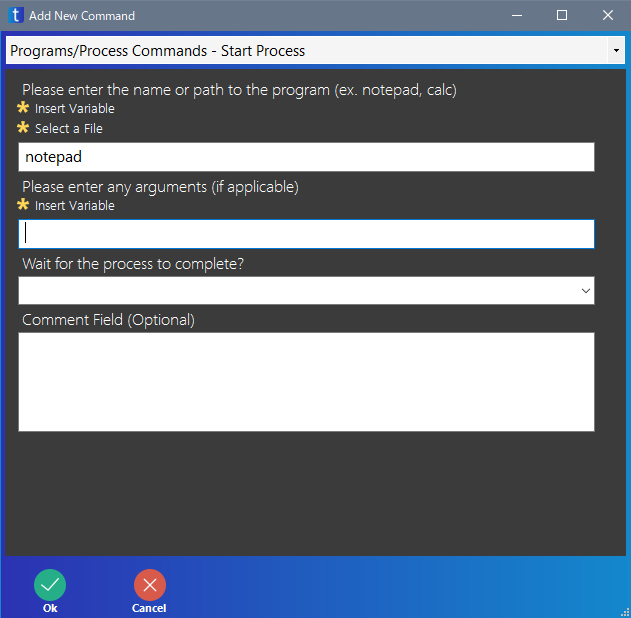 t Add New Command
Programs/Process Commands - Start Process
Please enter the name or path to the program (ex. notepad, calc)
Insert Variable
Select a File
notepad
Please enter any arguments (if applicable)
Insert Variable
Wait for the process to complete?
Comment Field (Optional)
Ok Cancel